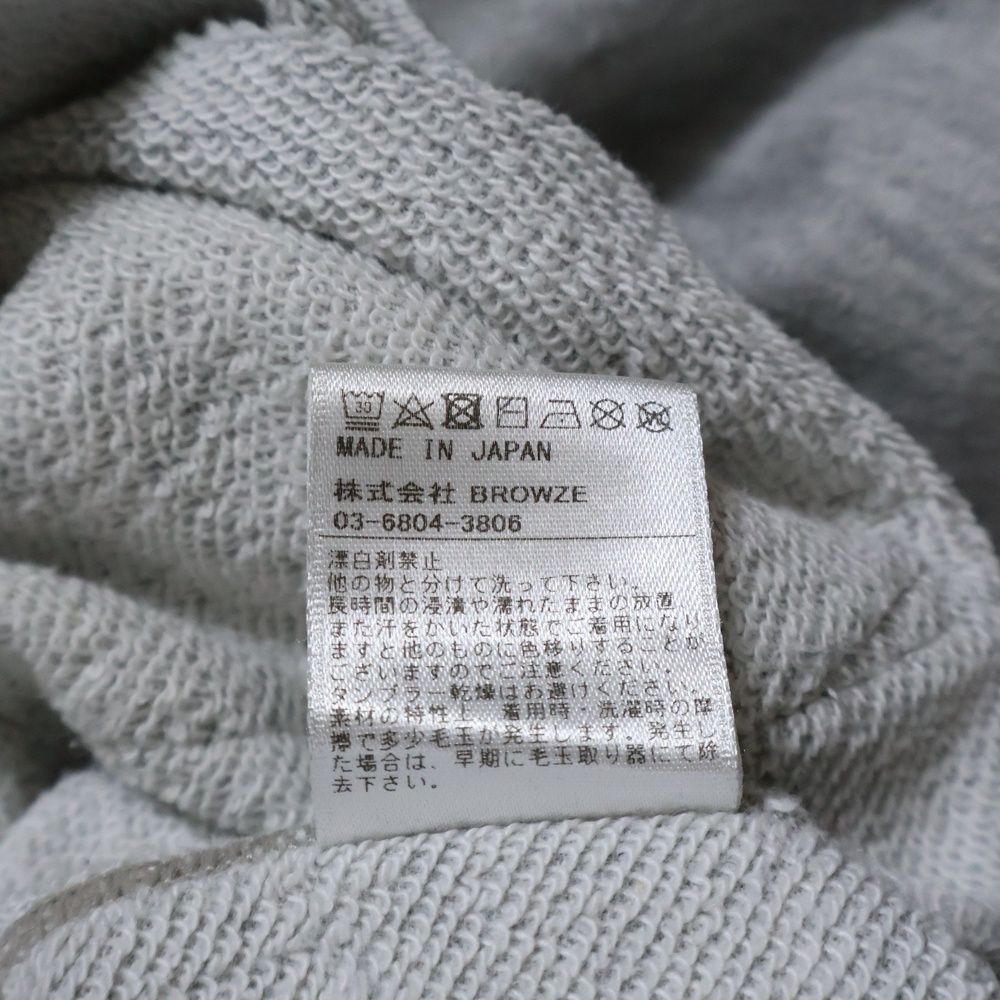 30
MADE IN JAPAN
株式会社 BROWZE
03-6804-3806
漂白剤禁止
他の物と分けて洗って下さい。
長時間の浸漬や濡れたままの放置
また汗をかいた状態でご着用になり
ますと他のものに色移りすることが
ございますのでご注意ください。
タンブラー乾燥はお避けください。
素材の特性上、着用時・洗濯時の摩
擦で多少毛玉が発生します。発生し
た場合は、早期に毛玉取り器にて除
去下さい。